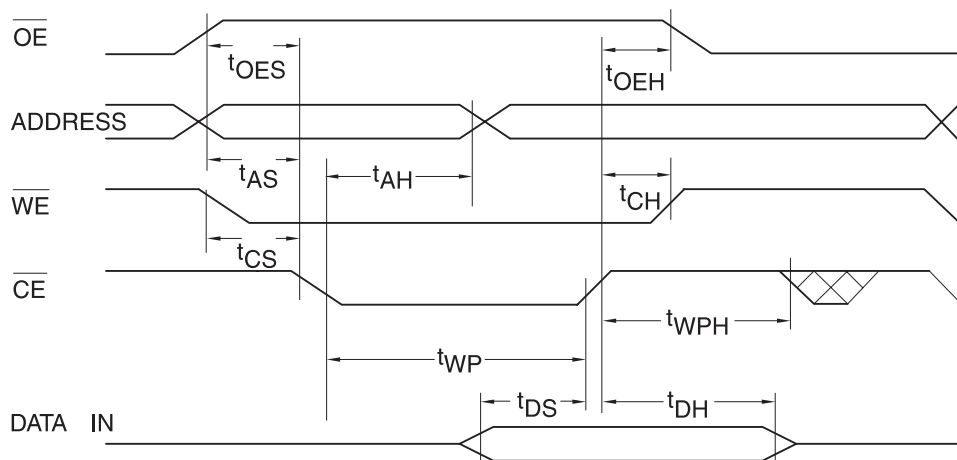 OE
tOES
tOEH
ADDRESS
tAS
tAH
tCH
WE
tCS
CE
tWPH
tWP
tDS
tDH
DATA IN